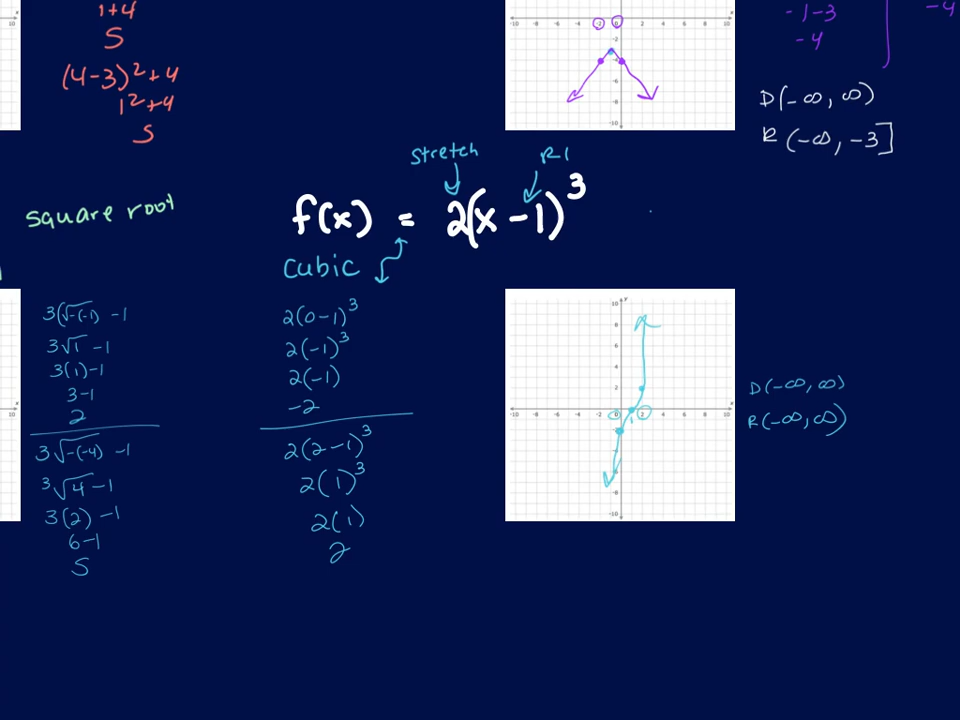 1+4
5
(4-3)² + 4
1² + 4
5
-1-3
-4
-4
D(-∞, ∞)
R(-∞, -3]
stretch
R1
square root
f(x) = 2(x-1)³
cubic
3(√-(-1) -1
3√1 -1
3(1)-1
3-1
2
3√-(-4) -1
3√4 -1
3(2) -1
6-1
5
2(0-1)³
2(-1)³
2(-1)
-2
2(2-1)³
2(1)³
2(1)
2
D(-∞, ∞)
R(-∞, ∞)